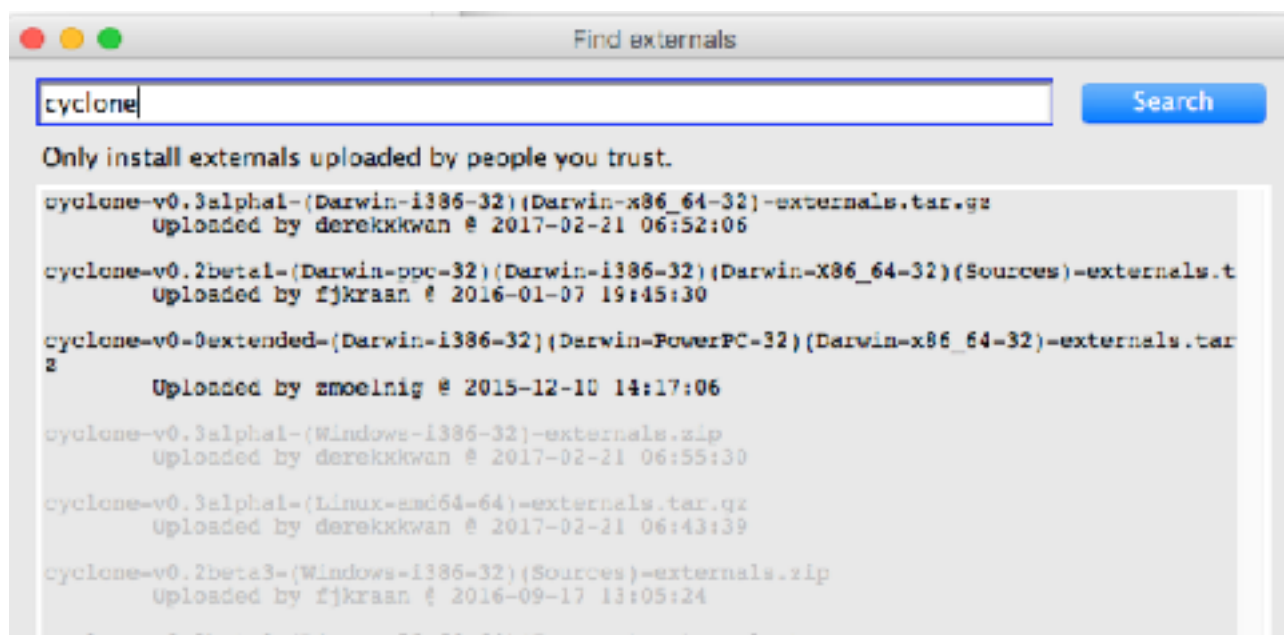 Find externals
cyclone
Search
Only install externals uploaded by people you trust.
cyclone-v0.3alpha1-(Darwin-i386-32)(Darwin-x86_64-32)-externals.tar.gz
Uploaded by derekxkwan @ 2017-02-21 06:52:06
cyclone-v0.2beta1-(Darwin-ppc-32)(Darwin-i386-32)(Darwin-X86_64-32)(Sources)-externals.t
Uploaded by fjkraan @ 2016-01-07 19:45:30
cyclone-v0-0extended-(Darwin-i386-32)(Darwin-PowerPC-32)(Darwin-x86_64-32)-externals.tar
z
Uploaded by zmoelnig @ 2015-12-10 14:17:06
cyclone-v0.3alpha1-(Windows-i386-32)-externals.zip
Uploaded by derekxkwan @ 2017-02-21 06:55:30
cyclone-v0.3alpha1-(Linux-amd64-64)-externals.tar.gz
Uploaded by derekxkwan @ 2017-02-21 06:43:39
cyclone-v0.2beta3-(Windows-i386-32)(Sources)-externals.zip
Uploaded by fjkraan @ 2016-09-17 13:05:24